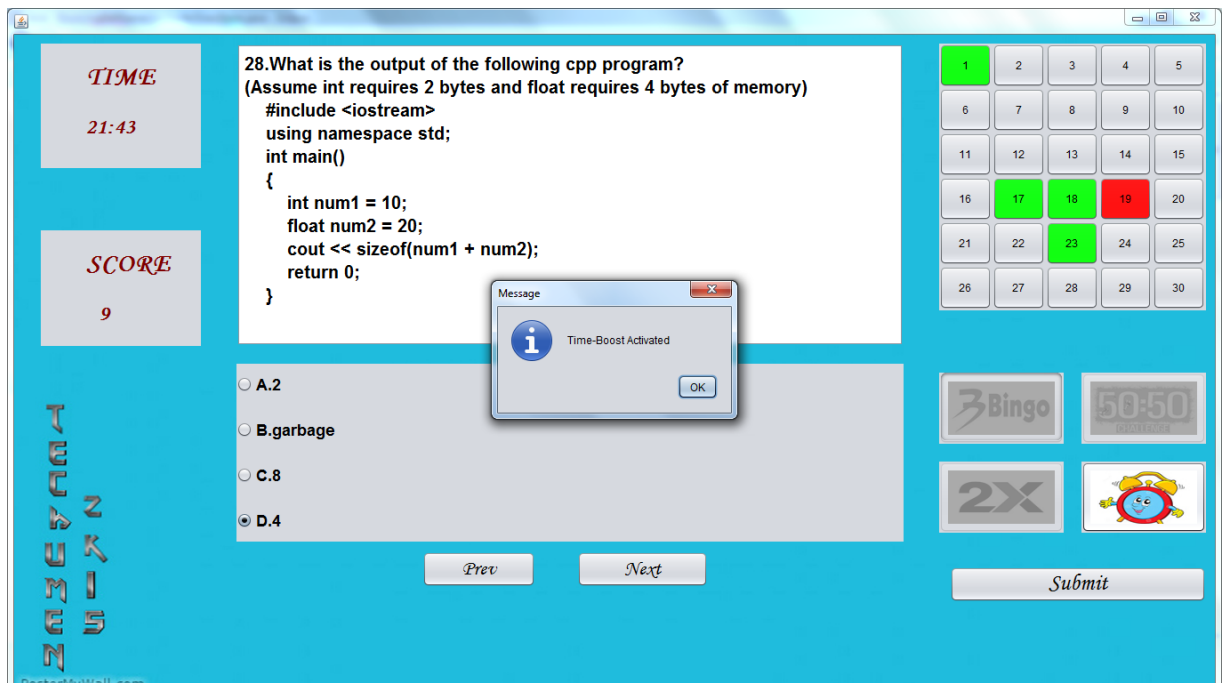 TIME
21:43
SCORE
9
28.What is the output of the following cpp program?
(Assume int requires 2 bytes and float requires 4 bytes of memory)
#include <iostream>
using namespace std;
int main()
{
int num1 = 10;
float num2 = 20;
cout << sizeof(num1 + num2);
return 0;
}
Message
Time-Boost Activated
OK
A.2
B.garbage
C.8
D.4
Prev
Next
1 2 3 4 5
6 7 8 9 10
11 12 13 14 15
16 17 18 19 20
21 22 23 24 25
26 27 28 29 30
3 Bingo
50:50
CHALLENGE
2X
Submit
TECHUMEN
2KIS